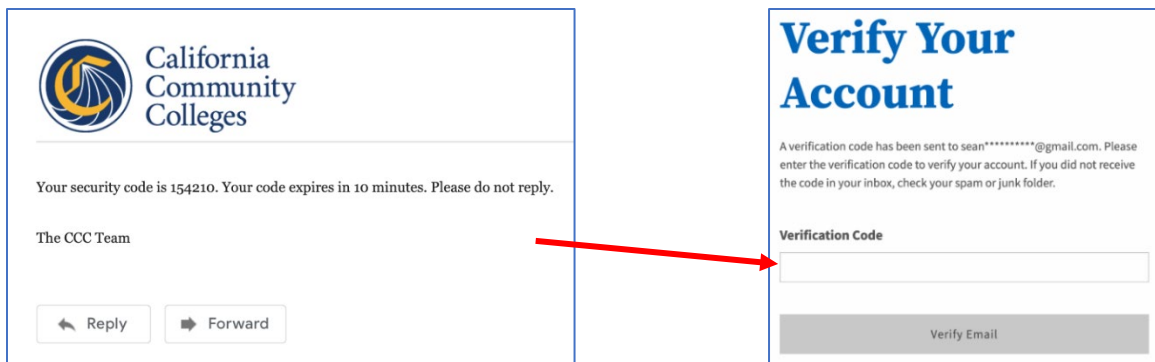 California
Community
Colleges
Your security code is 154210. Your code expires in 10 minutes. Please do not reply.
The CCC Team
Reply
Forward
Verify Your
Account
A verification code has been sent to sean**********@gmail.com. Please
enter the verification code to verify your account. If you did not receive
the code in your inbox, check your spam or junk folder.
Verification Code
Verify Email